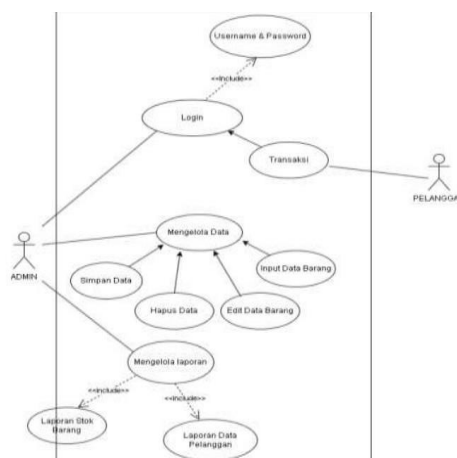 Username & Password
<<include>>
Login
Transaksi
PELANGGA
Mengelola Data
ADMIN
Simpan Data
Input Data Barang
Hapus Data
Edit Data Barang
Mengelola laporan
<<include>>
<<include>>
Laporan Stok
Barang
Laporan Data
Pelanggan